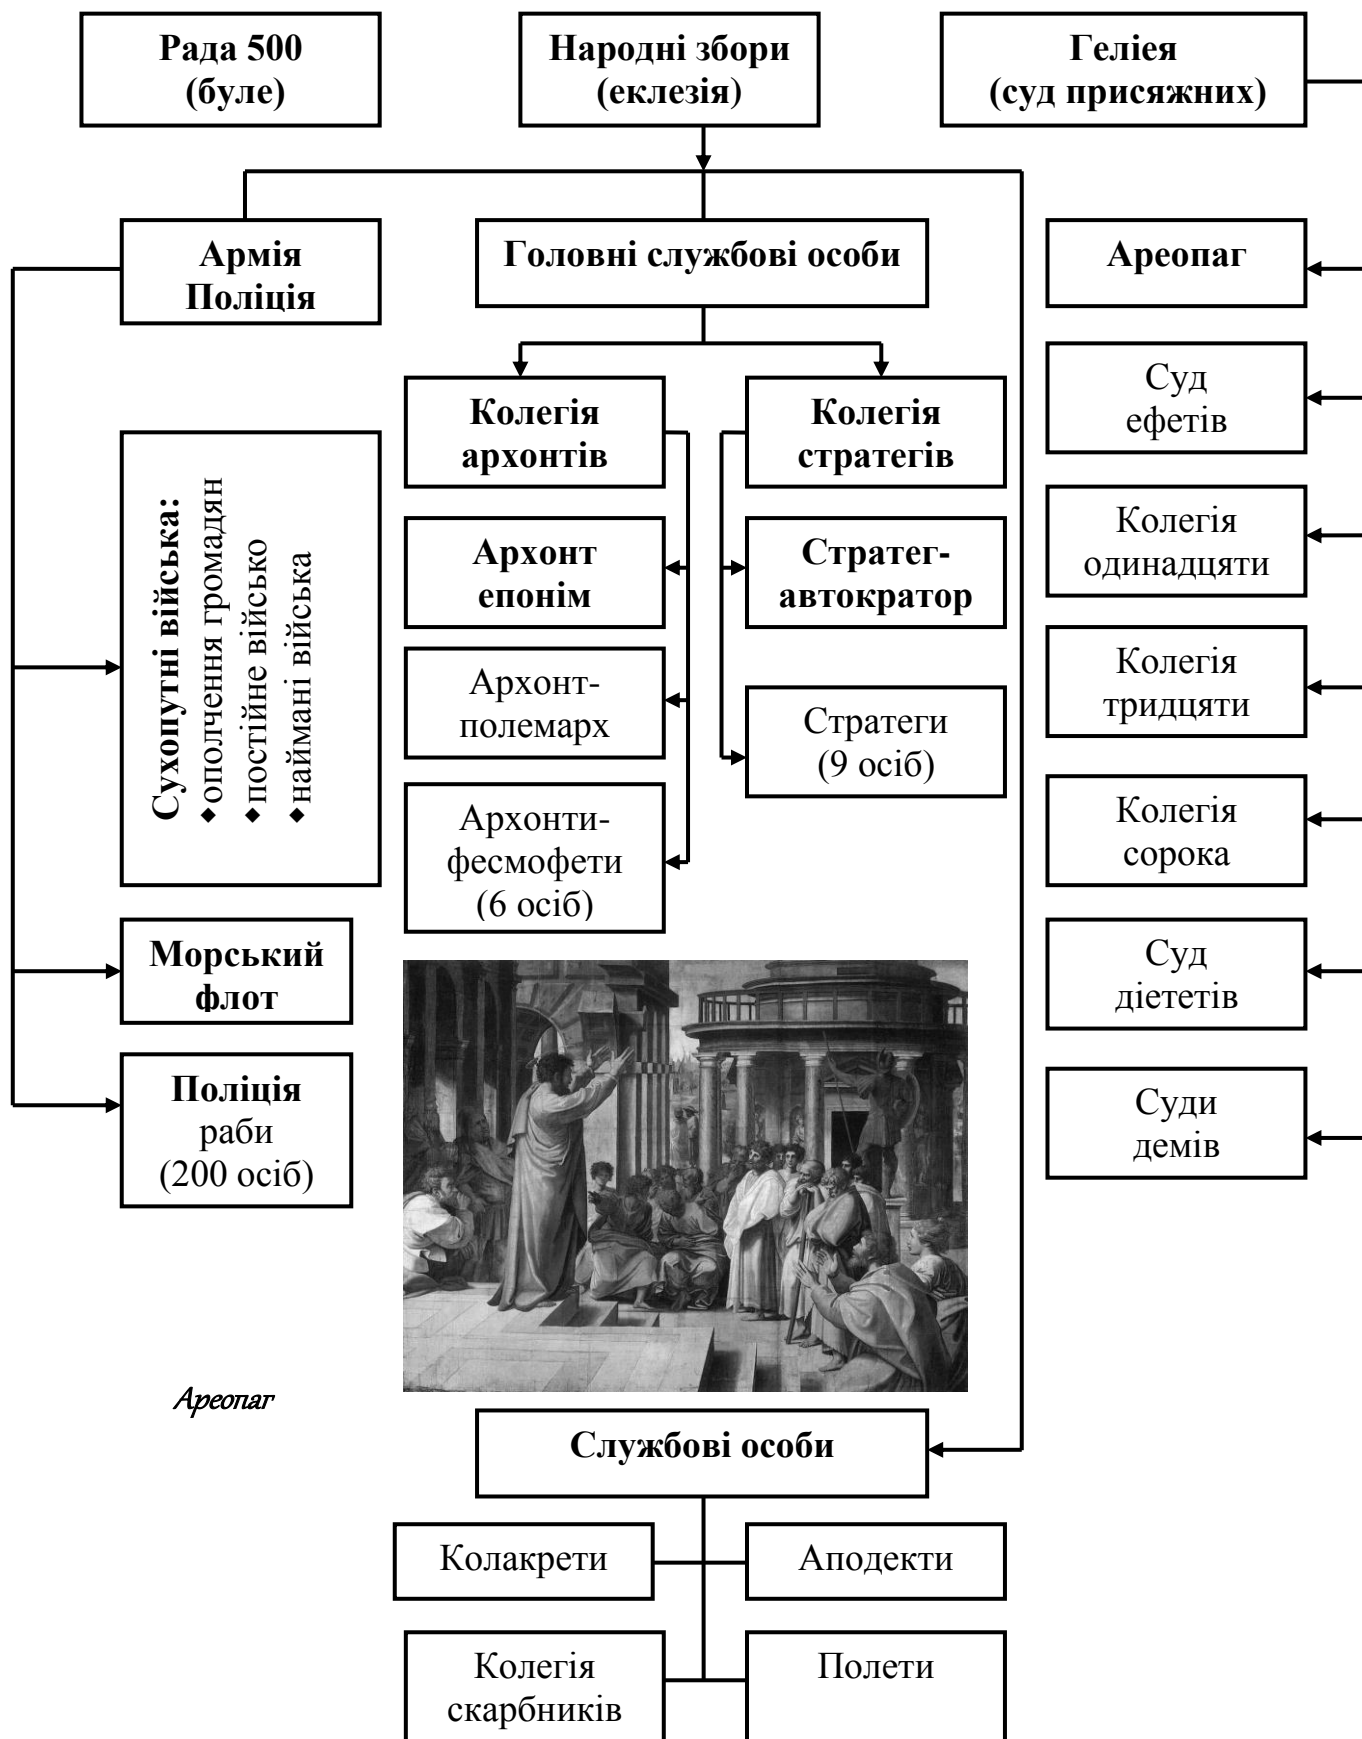 Рада 500
(буле)
Народні збори
(еклезія)
Геліея
(суд присяжних)
Армія
Поліція
Головні службові особи
Ареопаг
Суд
ефетів
Колегія
архонтів
Колегія
стратегів
Сухопутні війська:
◆ополчення громадян
◆постійне військо
◆наймані війська
Колегія
одинадцяти
Архонт
епонім
Стратег-
автократор
Колегія
тридцяти
Архонт-
полемарх
Стратеги
(9 осіб)
Колегія
сорока
Архонти-
фесмофети
(6 осіб)
Морський
флот
Суд
діететів
Поліція
раби
(200 осіб)
Суди
демів
Ареопаг
Службові особи
Колакрети
Аподекти
Колегія
скарбників
Полети